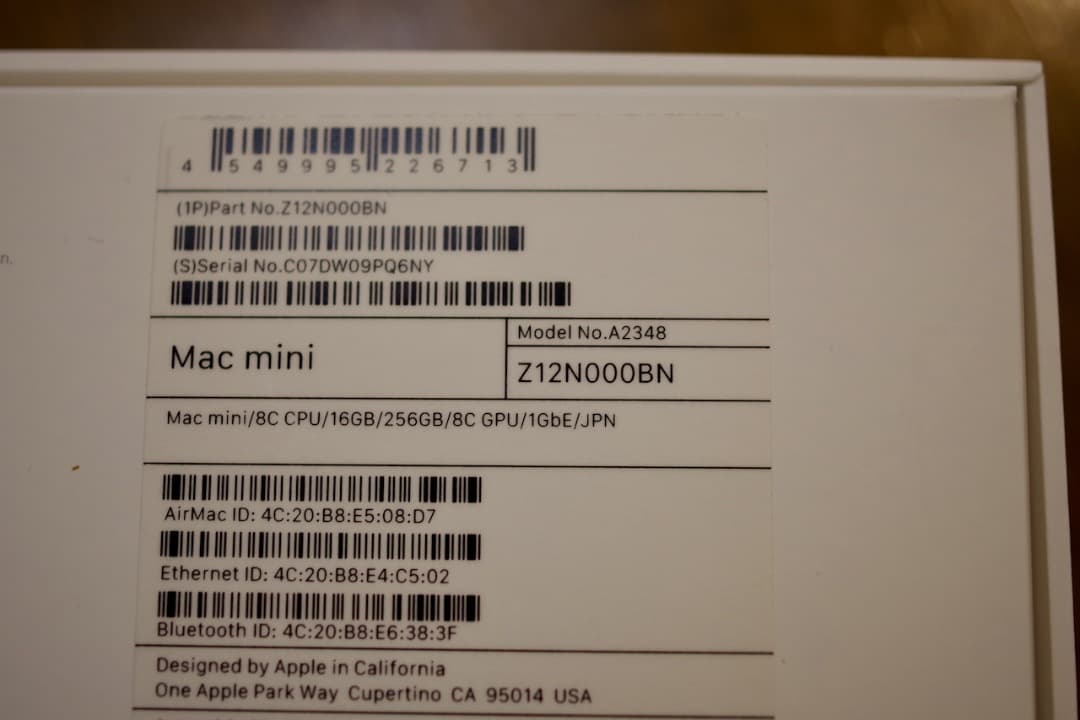 n.
4 549995 226713
(1P)Part No.Z12N000BN
(S)Serial No.C07DW09PQ6NY
Mac mini
Model No.A2348
Z12N000BN
Mac mini/8C CPU/16GB/256GB/8C GPU/1GbE/JPN
AirMac ID: 4C:20:B8:E5:08:D7
Ethernet ID: 4C:20:B8:E4:C5:02
Bluetooth ID: 4C:20:B8:E6:38:3F
Designed by Apple in California
One Apple Park Way Cupertino CA 95014 USA